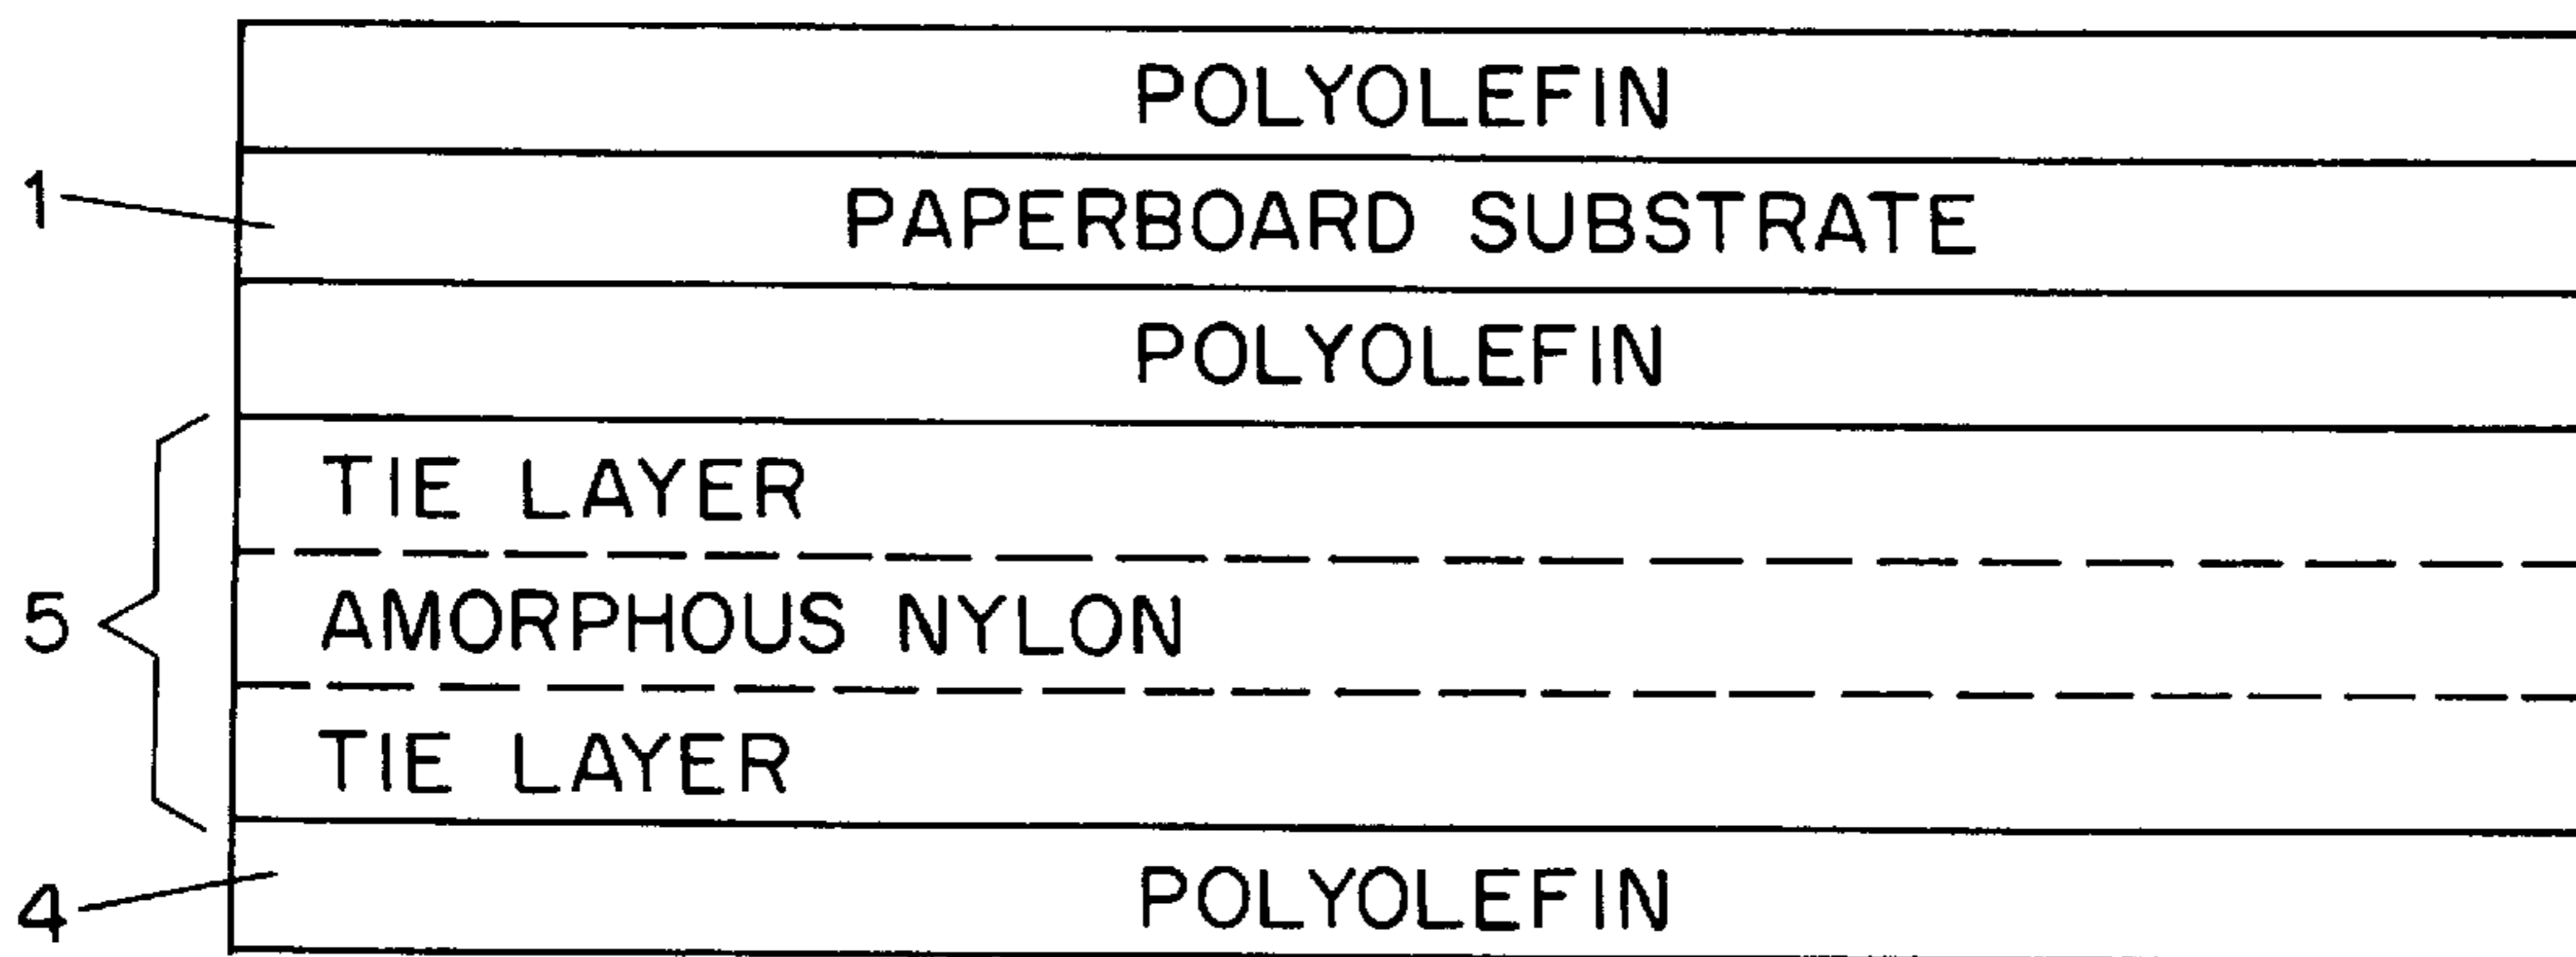 POLYOLEFIN
1
PAPERBOARD SUBSTRATE
POLYOLEFIN
TIE LAYER
5
AMORPHOUS NYLON
TIE LAYER
4
POLYOLEFIN